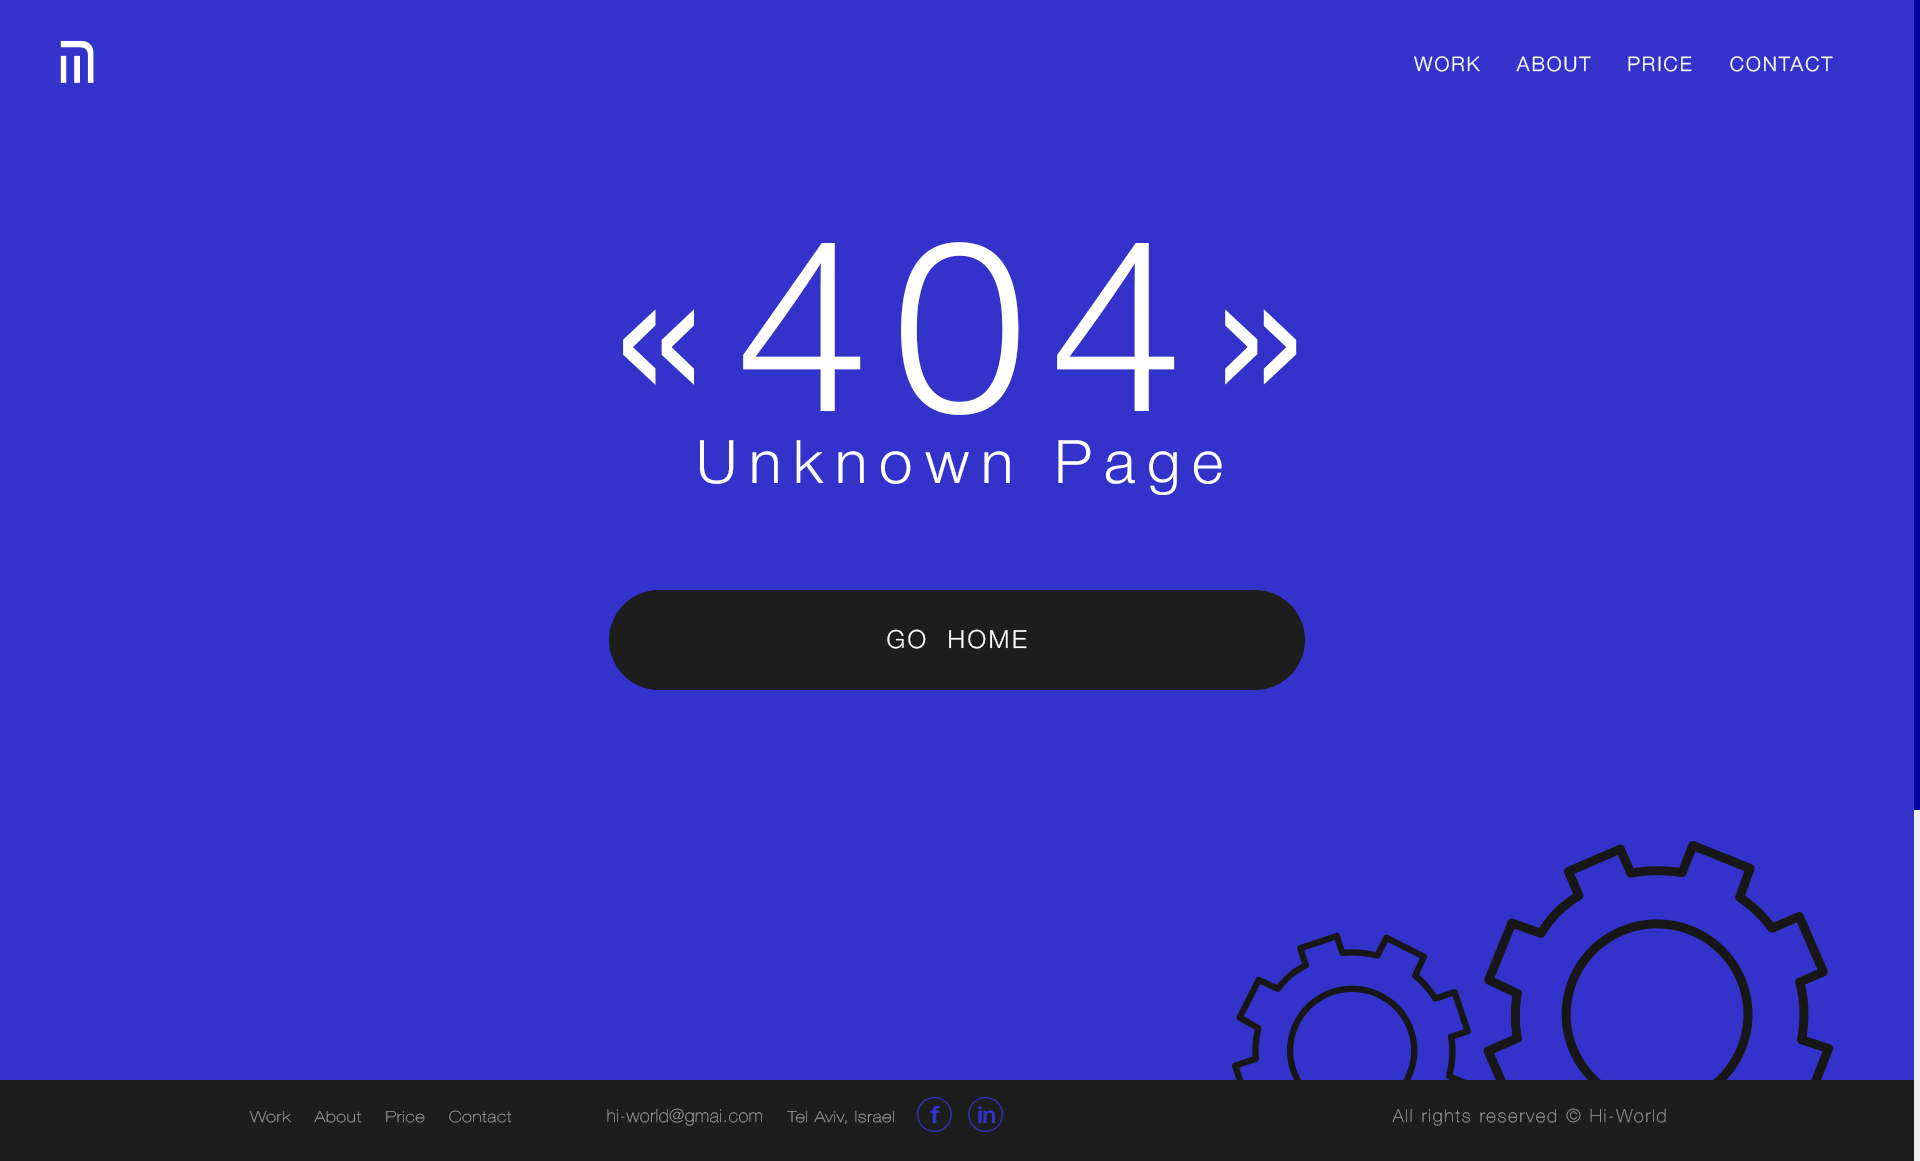 WORK ABOUT PRICE CONTACT
« 404 »
Unknown Page
GO HOME
Work About Price Contact hi-world@gmai.com Tel Aviv, Israel f in All rights reserved © Hi-World